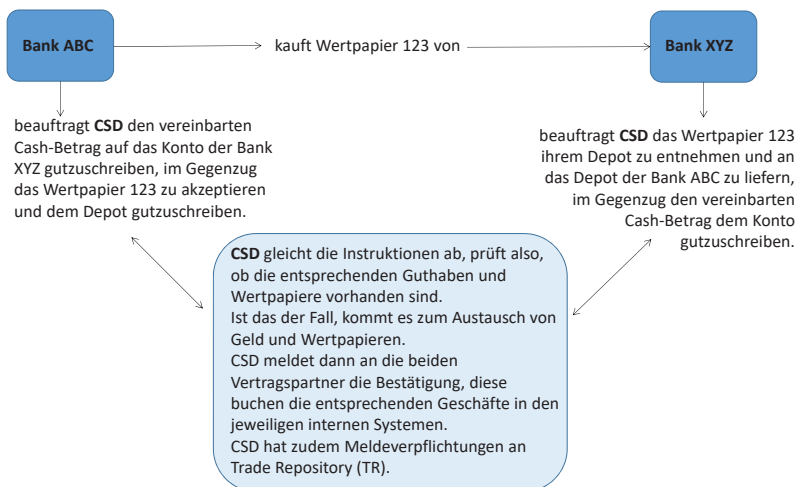 Bank ABC
kauft Wertpapier 123 von
Bank XYZ
beauftragt CSD den vereinbarten
Cash-Betrag auf das Konto der Bank
XYZ gutzuschreiben, im Gegenzug
das Wertpapier 123 zu akzeptieren
und dem Depot gutzuschreiben.
beauftragt CSD das Wertpapier 123
ihrem Depot zu entnehmen und an
das Depot der Bank ABC zu liefern,
im Gegenzug den vereinbarten
Cash-Betrag dem Konto
gutzuschreiben.
CSD gleicht die Instruktionen ab, prüft also,
ob die entsprechenden Guthaben und
Wertpapiere vorhanden sind.
Ist das der Fall, kommt es zum Austausch von
Geld und Wertpapieren.
CSD meldet dann an die beiden
Vertragspartner die Bestätigung, diese
buchen die entsprechenden Geschäfte in den
jeweiligen internen Systemen.
CSD hat zudem Meldeverpflichtungen an
Trade Repository (TR).